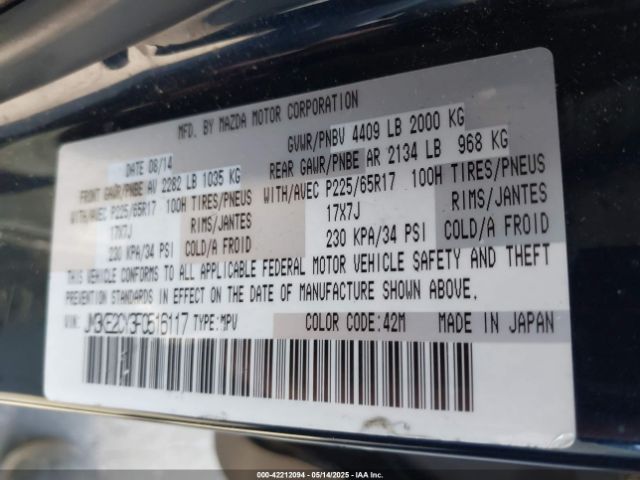 MFD. BY MAZDA MOTOR CORPORATION
DATE 08/14
GVWR/PNBV 4409 LB 2000 KG
FRONT GAWR/PNBE AV 2282 LB 1035 KG
WITH/AVEC P225/65R17 100H TIRES/PNEUS
17X7J RIMS/JANTES
230 KPA/34 PSI COLD/A FROID
REAR GAWR/PNBE AR 2134 LB 968 KG
WITH/AVEC P225/65R17 100H TIRES/PNEUS
17X7J RIMS/JANTES
230 KPA/34 PSI COLD/A FROID
THIS VEHICLE CONFORMS TO ALL APPLICABLE FEDERAL MOTOR VEHICLE SAFETY AND THEFT
PREVENTION STANDARDS IN EFFECT ON THE DATE OF MANUFACTURE SHOWN ABOVE.
VIN: JM3KE2CY3F0516117 TYPE: MPV COLOR CODE: 42M MADE IN JAPAN
000-42212094 - 05/14/2025 - IAA Inc.